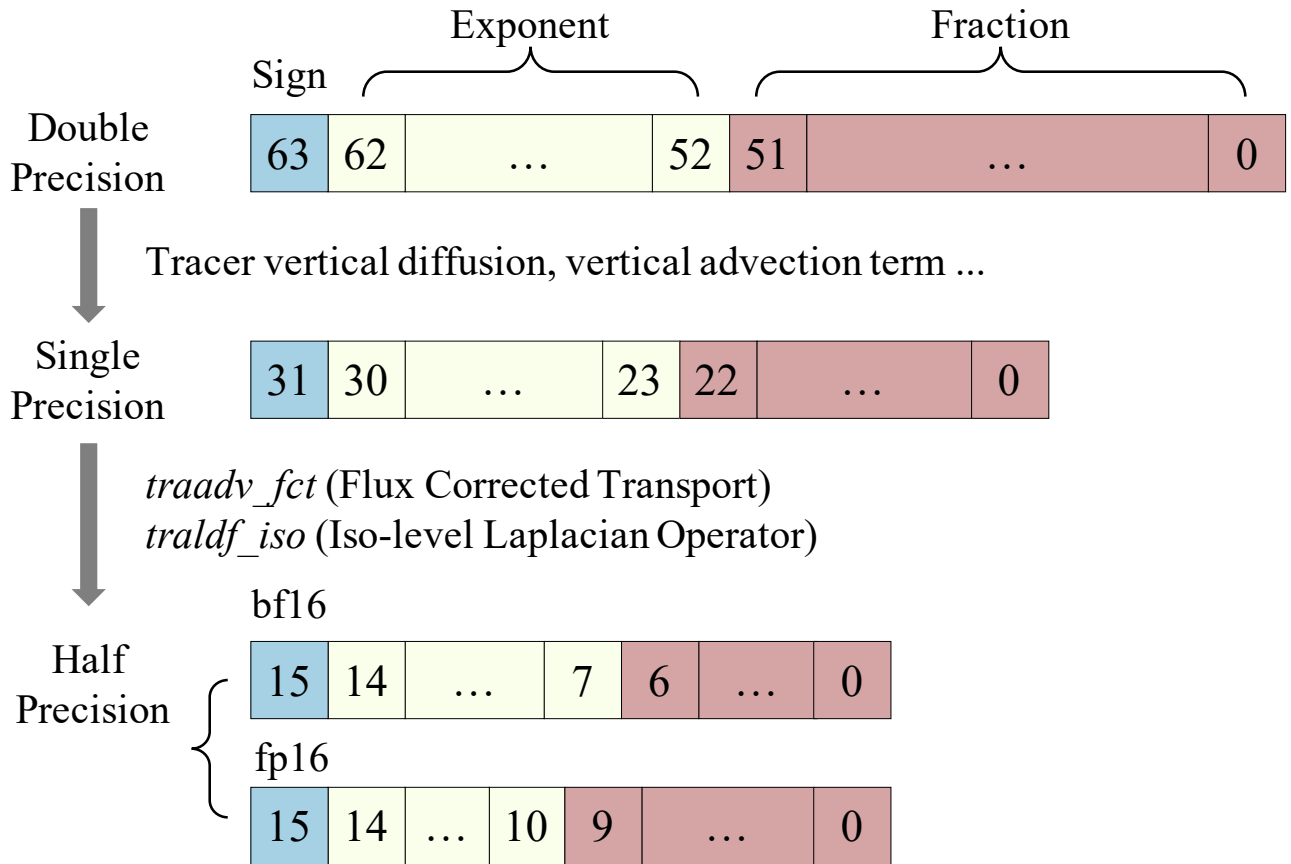 Exponent
Fraction
Sign
Double
Precision
63 62 … 52 51 … 0
Tracer vertical diffusion, vertical advection term ...
Single
Precision
31 30 … 23 22 … 0
traadv_fct (Flux Corrected Transport)
traldf_iso (Iso-level Laplacian Operator)
bf16
Half
Precision
15 14 … 7 6 … 0
fp16
15 14 … 10 9 … 0